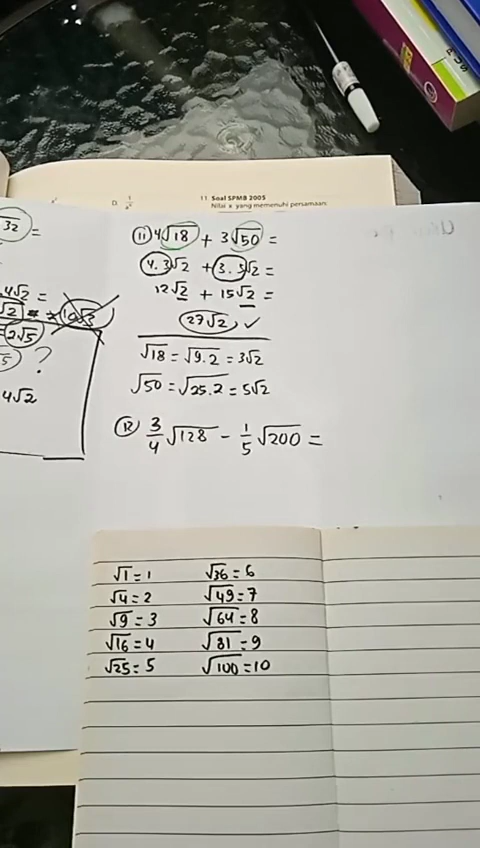 11. Soal SPMB 2005
Nilai x yang memenuhi persamaan
√32 =
4√2 =
2√5
?
4√2
11) 4√18 + 3√50 =
4.3√2 + 3.5√2 =
12√2 + 15√2 =
27√2 ✓
√18 = √9.2 = 3√2
√50 = √25.2 = 5√2
12) 3/4 √128 - 1/5 √200 =
√1 = 1 √36 = 6
√4 = 2 √49 = 7
√9 = 3 √64 = 8
√16 = 4 √81 = 9
√25 = 5 √100 = 10